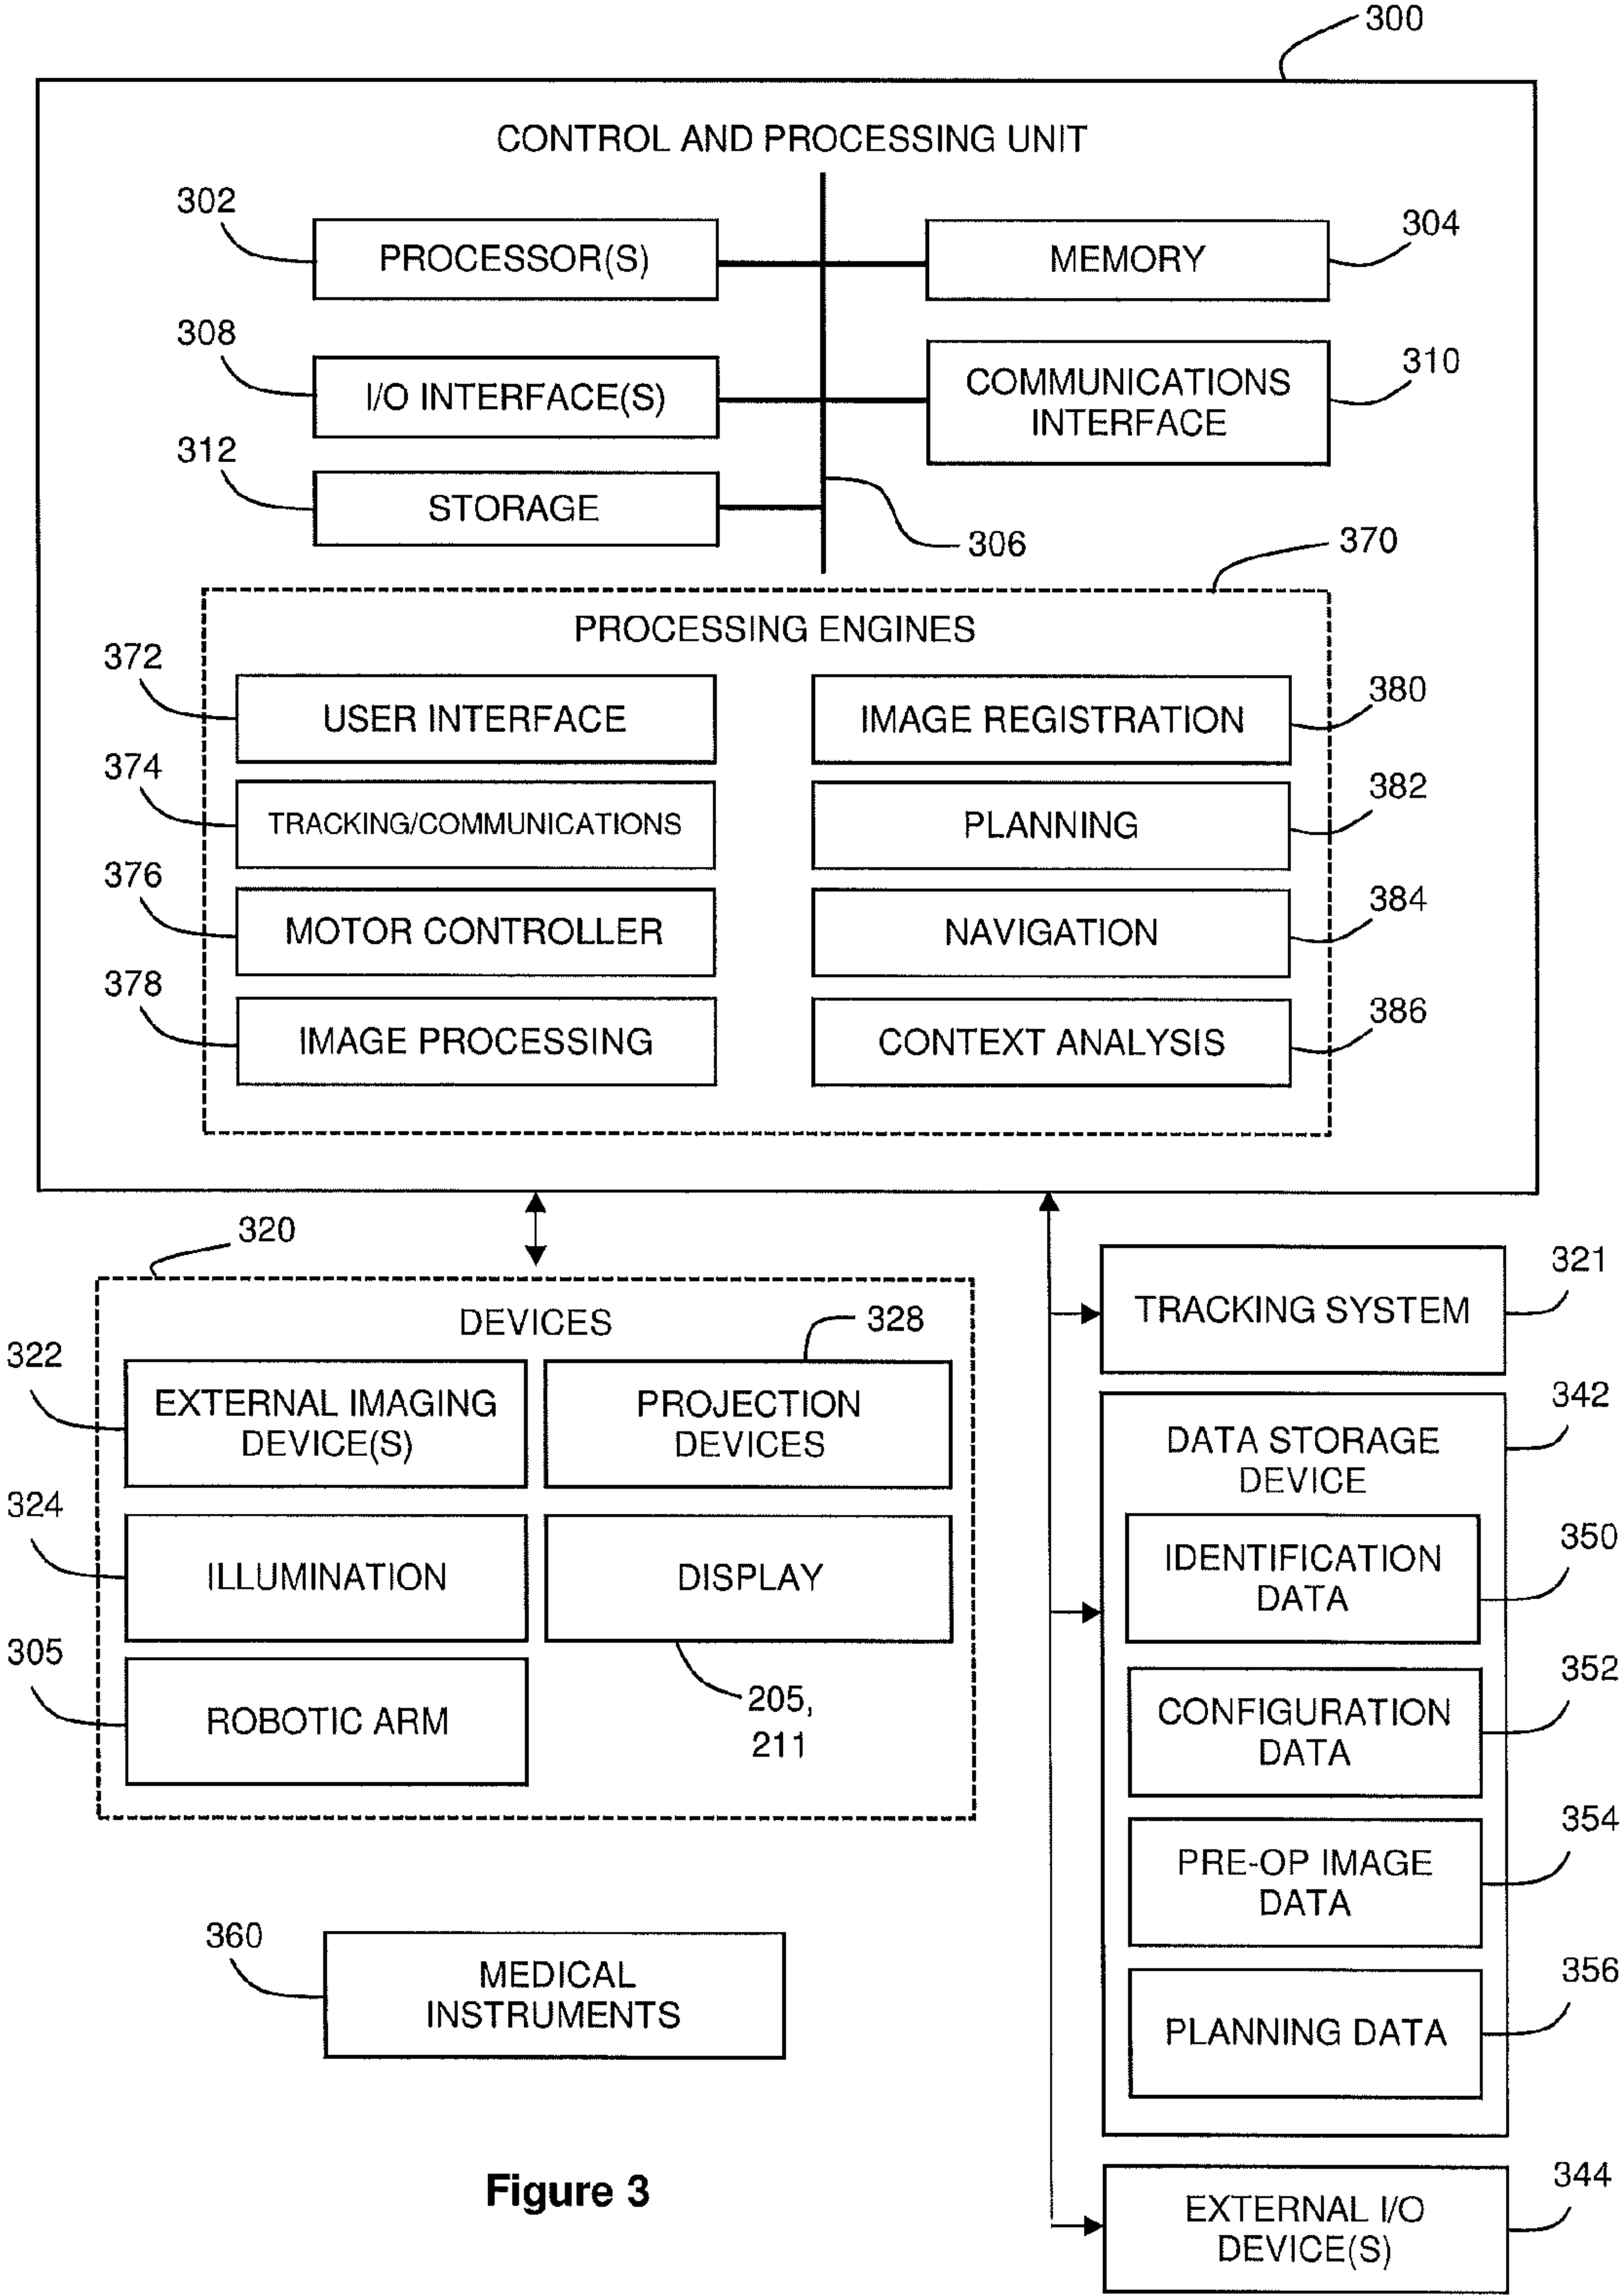 300
CONTROL AND PROCESSING UNIT
302
PROCESSOR(S)
MEMORY
304
308
I/O INTERFACE(S)
COMMUNICATIONS
INTERFACE
310
312
STORAGE
306
370
PROCESSING ENGINES
372
USER INTERFACE
IMAGE REGISTRATION
380
374
TRACKING/COMMUNICATIONS
PLANNING
382
376
MOTOR CONTROLLER
NAVIGATION
384
378
IMAGE PROCESSING
CONTEXT ANALYSIS
386
320
DEVICES
322
EXTERNAL IMAGING
DEVICE(S)
328
PROJECTION
DEVICES
324
ILLUMINATION
DISPLAY
305
ROBOTIC ARM
205,
211
360
MEDICAL
INSTRUMENTS
321
TRACKING SYSTEM
342
DATA STORAGE
DEVICE
350
IDENTIFICATION
DATA
352
CONFIGURATION
DATA
354
PRE-OP IMAGE
DATA
356
PLANNING DATA
344
EXTERNAL I/O
DEVICE(S)
Figure 3